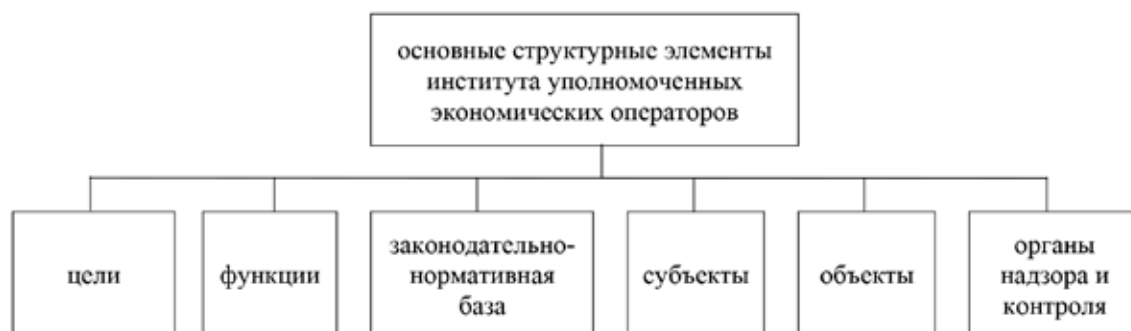 основные структурные элементы
института уполномоченных
экономических операторов
цели
функции
законодательно-
нормативная
база
субъекты
объекты
органы
надзора и
контроля